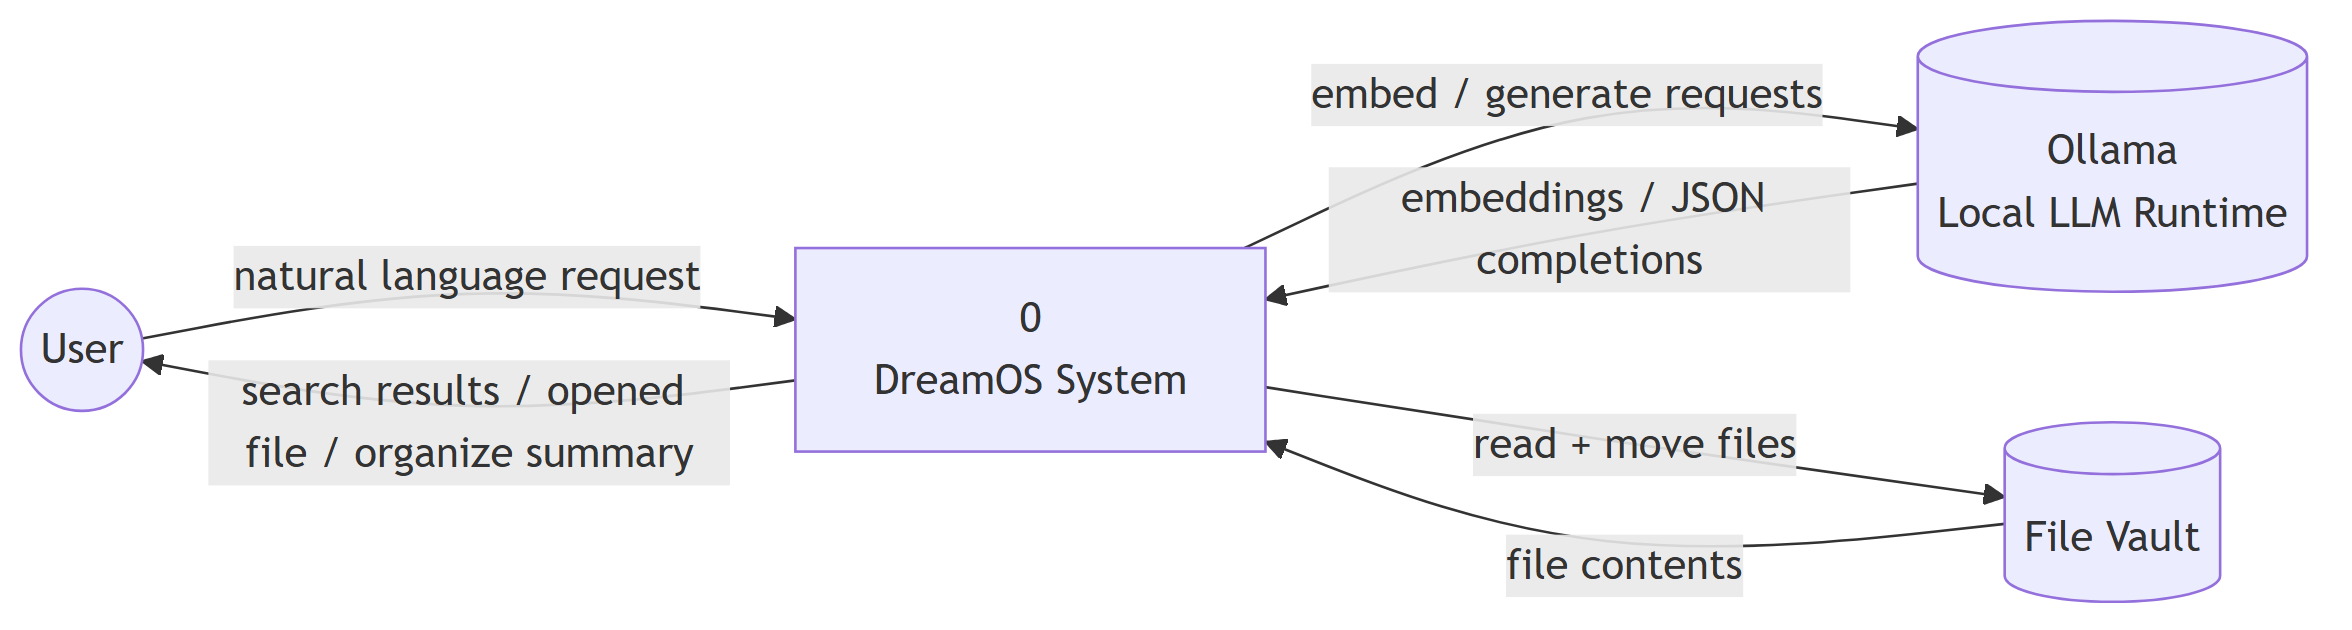 natural language request
User
search results / opened
file / organize summary
0
DreamOS System
embed / generate requests
embeddings / JSON
completions
Ollama
Local LLM Runtime
read + move files
file contents
File Vault